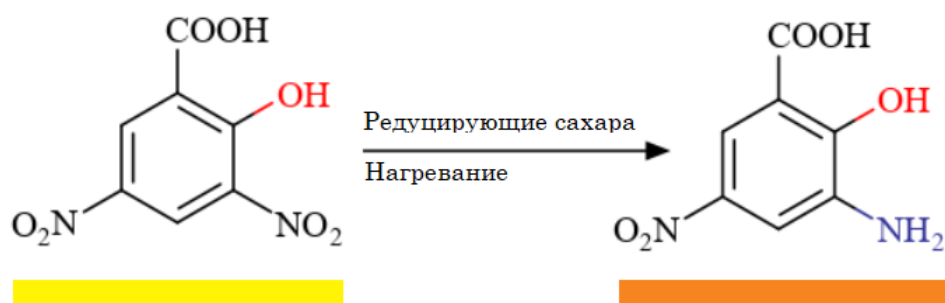 COOH
OH
O₂N
NO₂
Редуцирующие сахара
Нагревание
COOH
OH
O₂N
NH₂